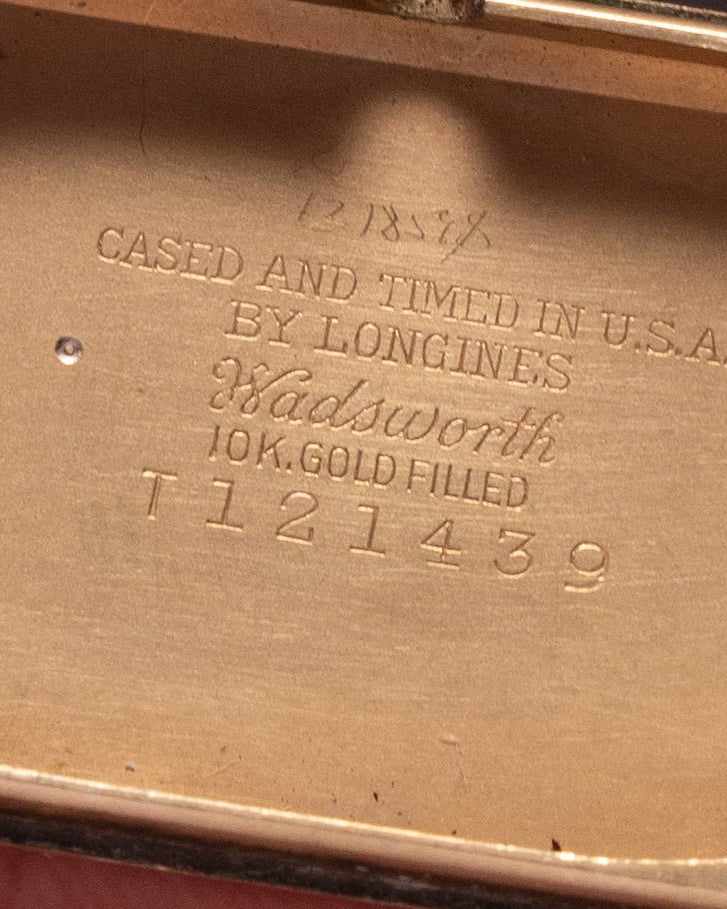 CASED AND TIMED IN U.S.A.
BY LONGINES
Wadsworth
10K. GOLD FILLED
T 121439